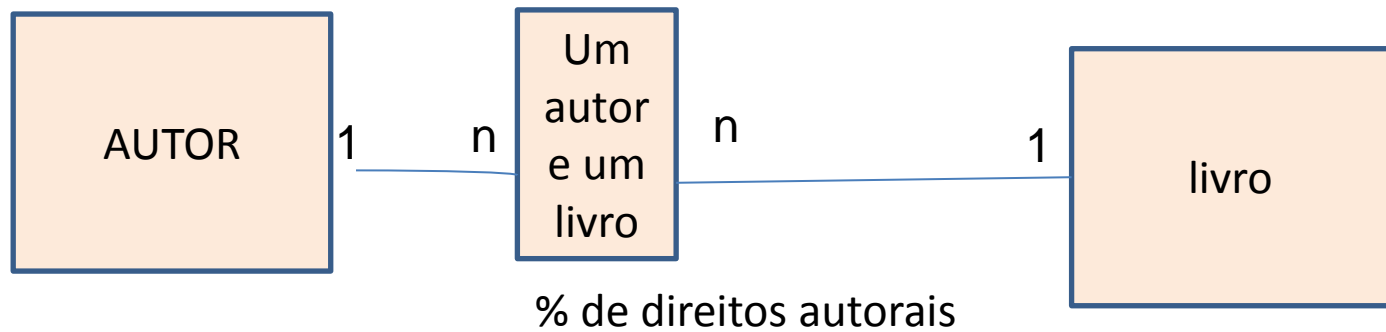 AUTOR
1
n
Um
autor
e um
livro
n
1
livro
% de direitos autorais